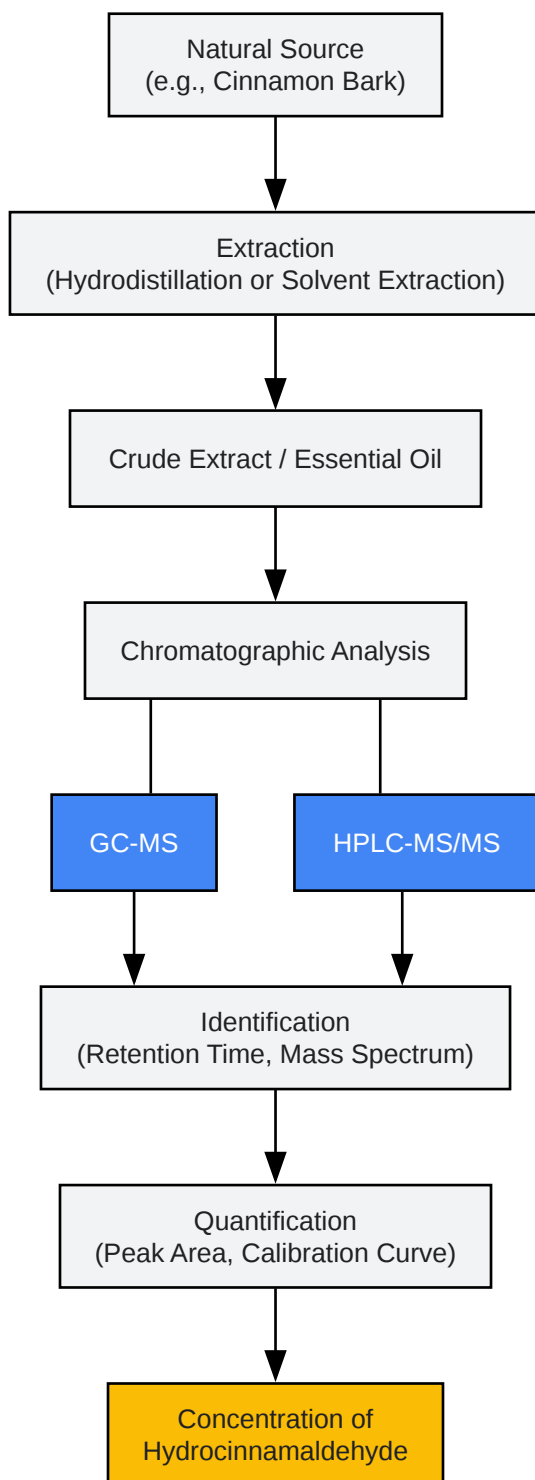 Natural Source
(e.g., Cinnamon Bark)
Extraction
(Hydrodistillation or Solvent Extraction)
Crude Extract / Essential Oil
Chromatographic Analysis
GC-MS
HPLC-MS/MS
Identification
(Retention Time, Mass Spectrum)
Quantification
(Peak Area, Calibration Curve)
Concentration of
Hydrocinnamaldehyde